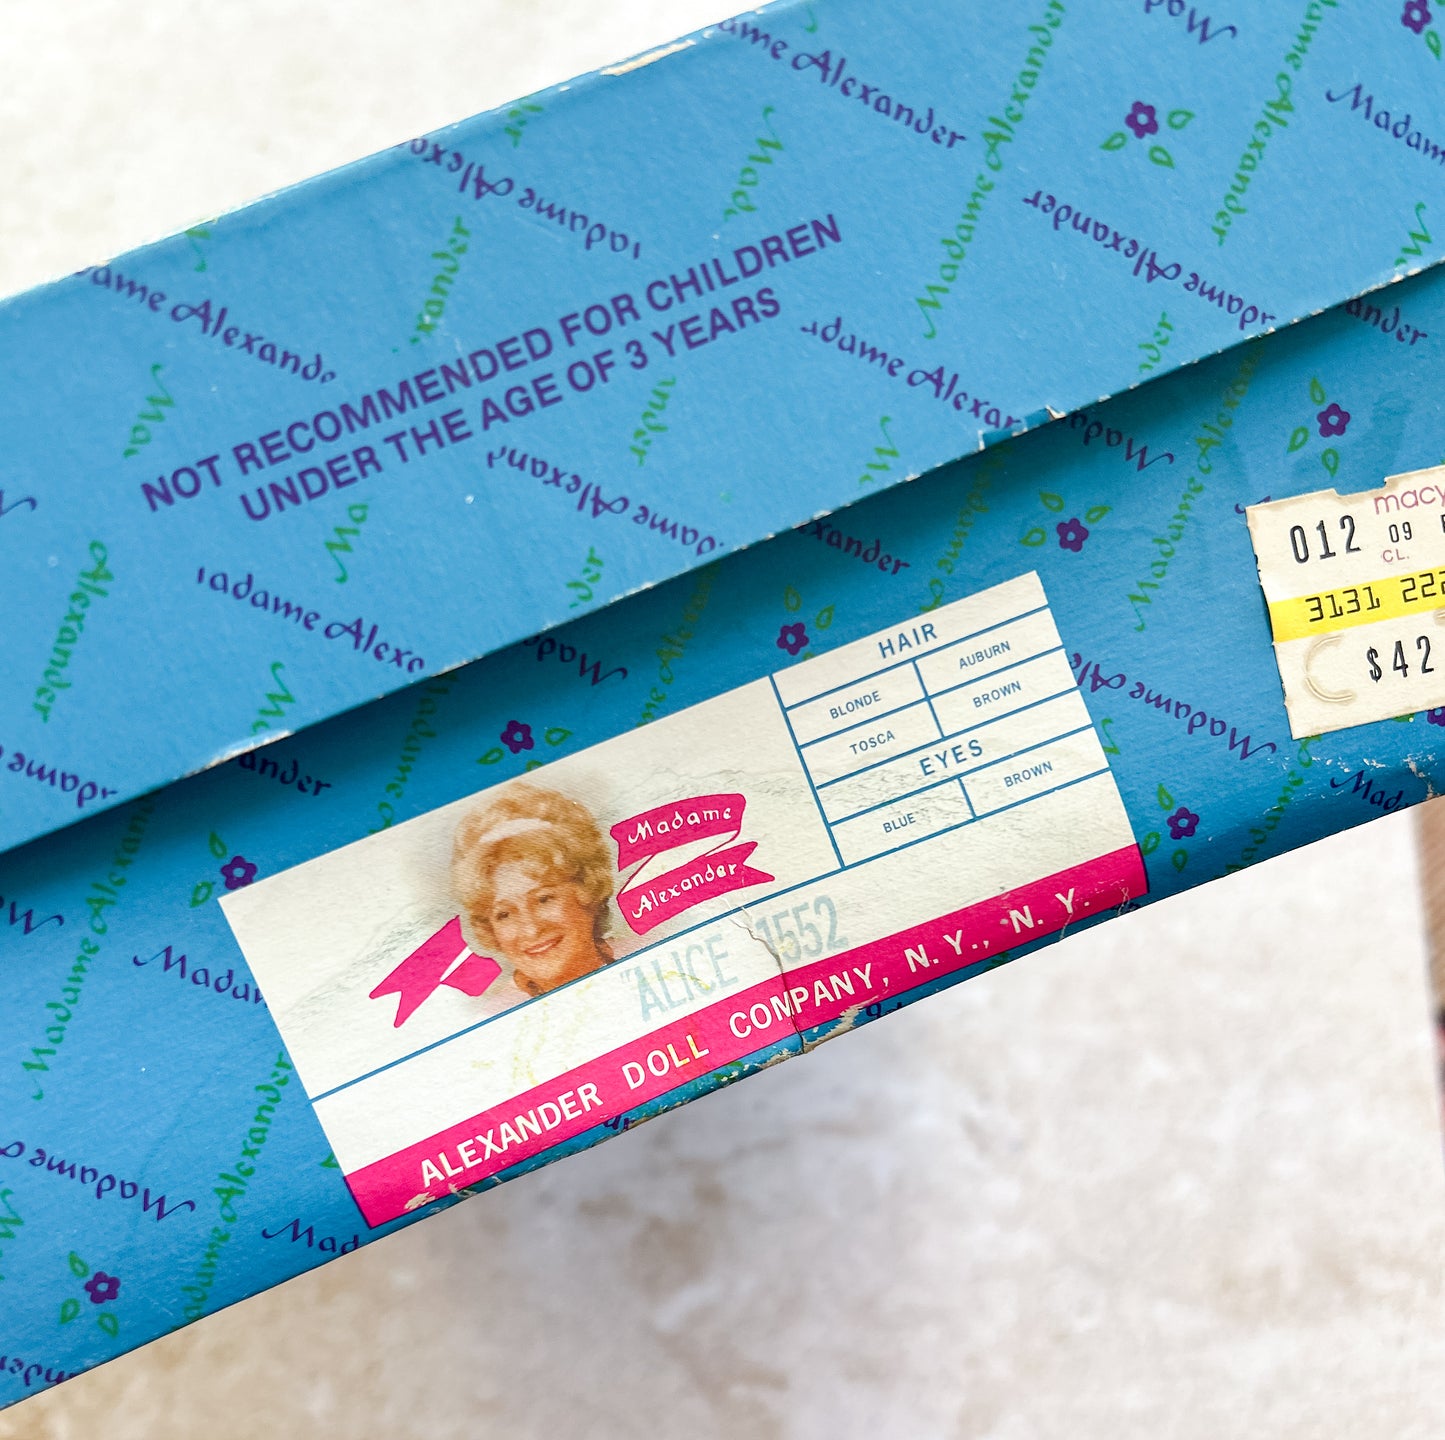 Madame Alexander
NOT RECOMMENDED FOR CHILDREN
UNDER THE AGE OF 3 YEARS
macy
012 09
CL.
3131 222
$42
HAIR
BLONDE AUBURN
TOSCA BROWN
EYES
BLUE BROWN
Madame
Alexander
"ALICE 1552
ALEXANDER DOLL COMPANY, N. Y., N. Y.